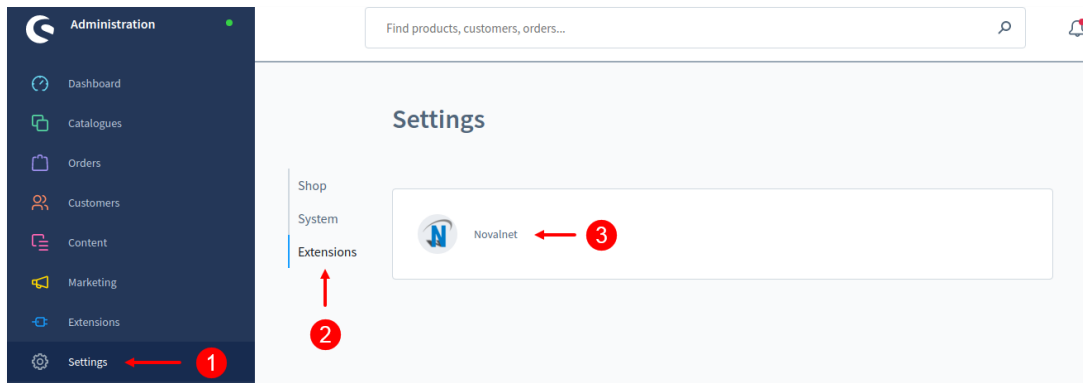 Administration
Find products, customers, orders...
Dashboard
Catalogues
Orders
Customers
Content
Marketing
Extensions
Settings
1
Settings
Shop
System
Extensions
2
N
Novalnet
3